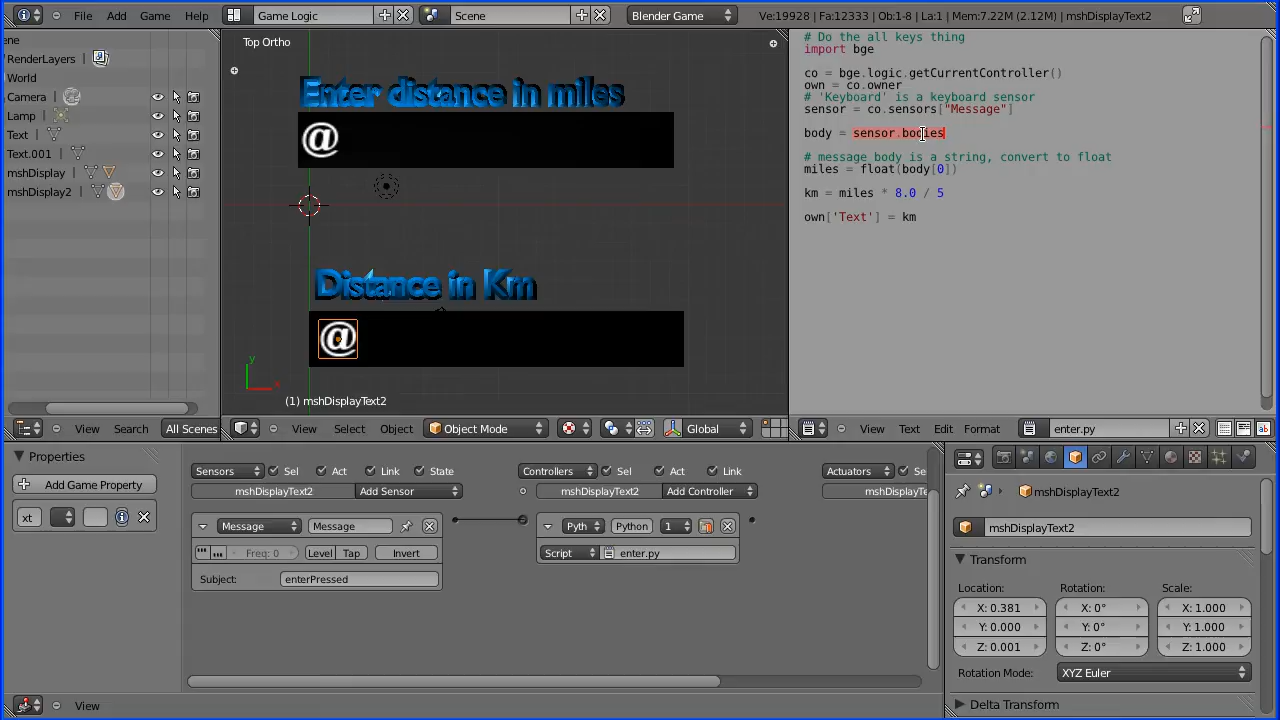 File Add Game Help Game Logic Scene Blender Game Ve:19928 | Fa:12333 | Ob:1-8 | La:1 | Mem:7.22M (2.12M) | mshDisplayText2
ene
RenderLayers
World
Camera
Lamp
Text
Text.001
mshDisplay
mshDisplay2
View Search All Scenes
Top Ortho
Enter distance in miles
@
Distance in Km
@
y
x
(1) mshDisplayText2
View Select Object Object Mode Global
# Do the all keys thing
import bge
co = bge.logic.getCurrentController()
own = co.owner
# 'Keyboard' is a keyboard sensor
sensor = co.sensors["Message"]
body = sensor.bodies
# message body is a string, convert to float
miles = float(body[0])
km = miles * 8.0 / 5
own['Text'] = km
View Text Edit Format enter.py
Properties
Add Game Property
xt
View
Sensors Sel Act Link State
mshDisplayText2 Add Sensor
Message Message
Freq: 0 Level Tap Invert
Subject: enterPressed
Controllers Sel Act Link
mshDisplayText2 Add Controller
Pyth Python 1
Script enter.py
Actuators Se
mshDisplayTe
mshDisplayText2
mshDisplayText2
Transform
Location: Rotation: Scale:
X: 0.381 X: 0° X: 1.000
Y: 0.000 Y: 0° Y: 1.000
Z: 0.001 Z: 0° Z: 1.000
Rotation Mode: XYZ Euler
Delta Transform